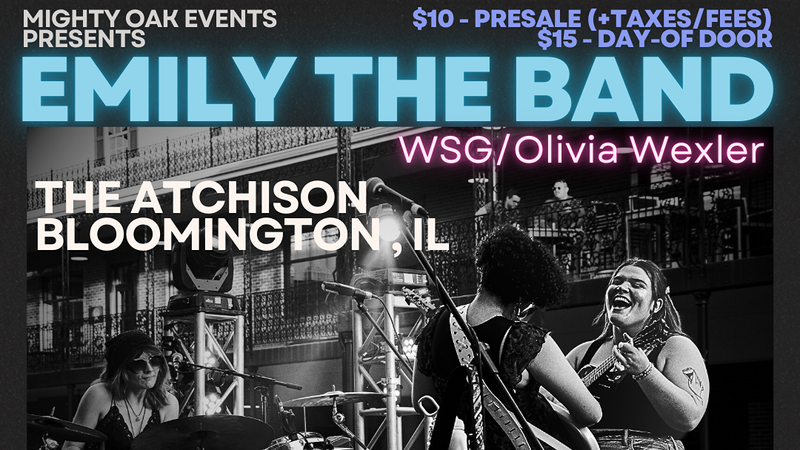 MIGHTY OAK EVENTS
PRESENTS
$10 - PRESALE (+TAXES/FEES)
$15 - DAY-OF DOOR
EMILY THE BAND
WSG/Olivia Wexler
THE ATCHISON
BLOOMINGTON , IL